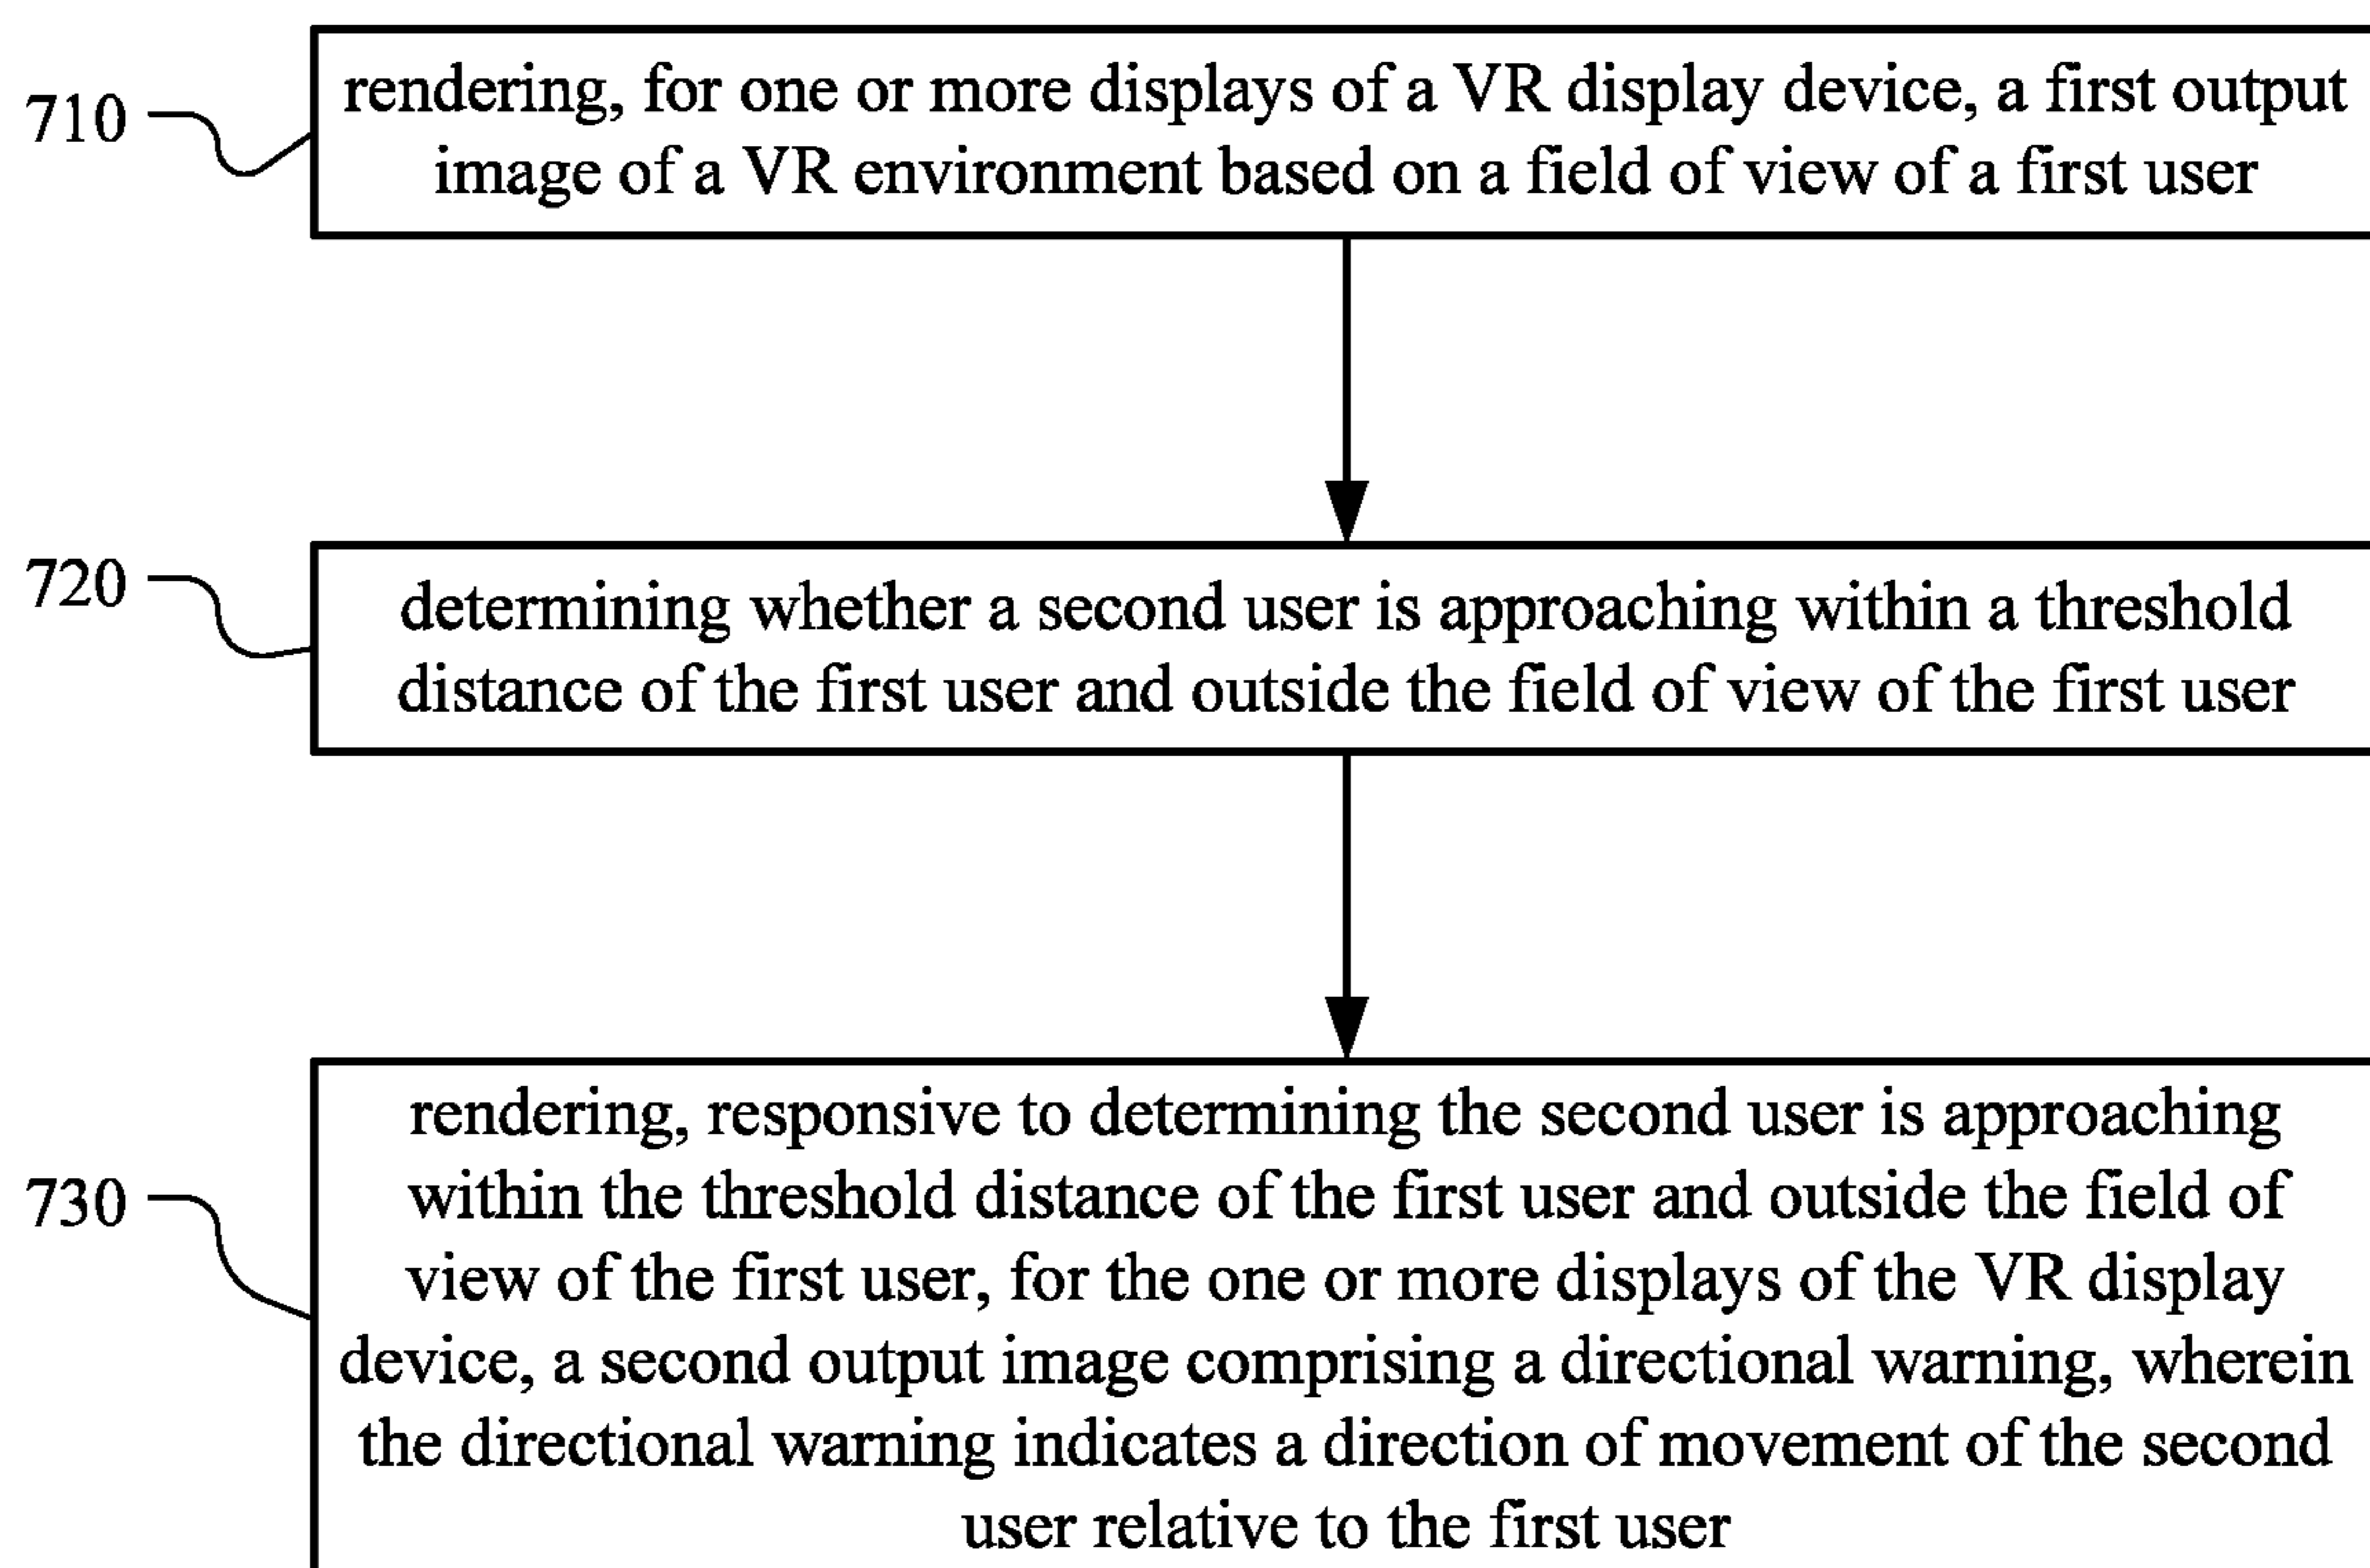 710
rendering, for one or more displays of a VR display device, a first output
image of a VR environment based on a field of view of a first user
720
determining whether a second user is approaching within a threshold
distance of the first user and outside the field of view of the first user
730
rendering, responsive to determining the second user is approaching
within the threshold distance of the first user and outside the field of
view of the first user, for the one or more displays of the VR display
device, a second output image comprising a directional warning, wherein
the directional warning indicates a direction of movement of the second
user relative to the first user